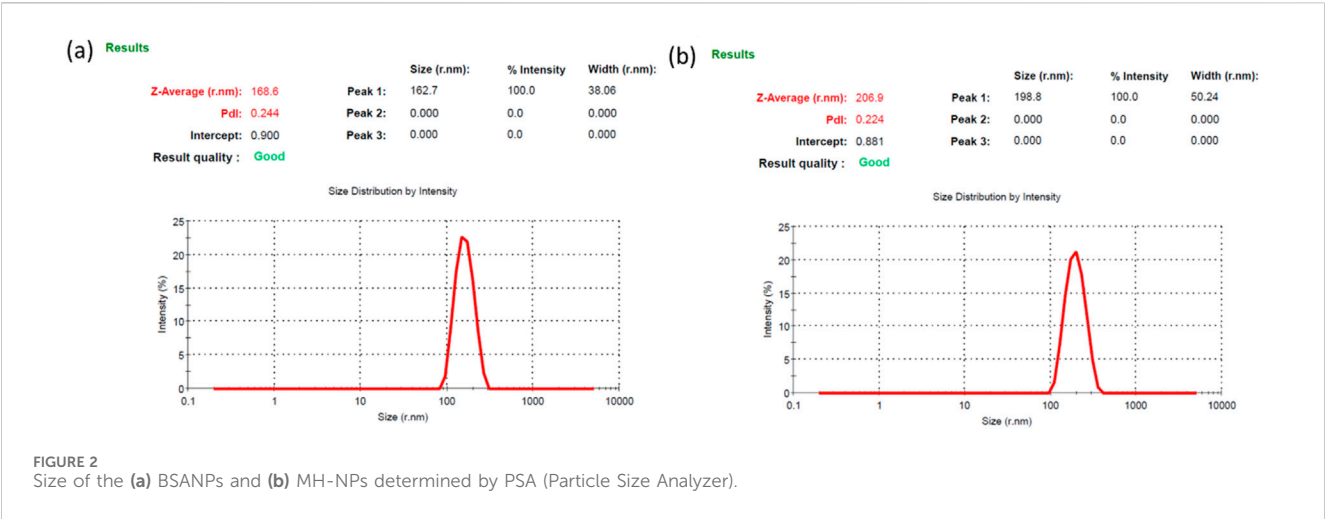 (a) Results
Size (r.nm): % Intensity Width (r.nm):
Z-Average (r.nm): 168.6 Peak 1: 162.7 100.0 38.06
PdI: 0.244 Peak 2: 0.000 0.0 0.000
Intercept: 0.900 Peak 3: 0.000 0.0 0.000
Result quality : Good
Size Distribution by Intensity
Intensity (%)
25
20
15
10
5
0
0.1 1 10 100 1000 10000
Size (r.nm)
(b) Results
Size (r.nm): % Intensity Width (r.nm):
Z-Average (r.nm): 206.9 Peak 1: 198.8 100.0 50.24
PdI: 0.224 Peak 2: 0.000 0.0 0.000
Intercept: 0.881 Peak 3: 0.000 0.0 0.000
Result quality : Good
Size Distribution by Intensity
Intensity (%)
25
20
15
10
5
0
0.1 1 10 100 1000 10000
Size (r.nm)
FIGURE 2
Size of the (a) BSANPs and (b) MH-NPs determined by PSA (Particle Size Analyzer).